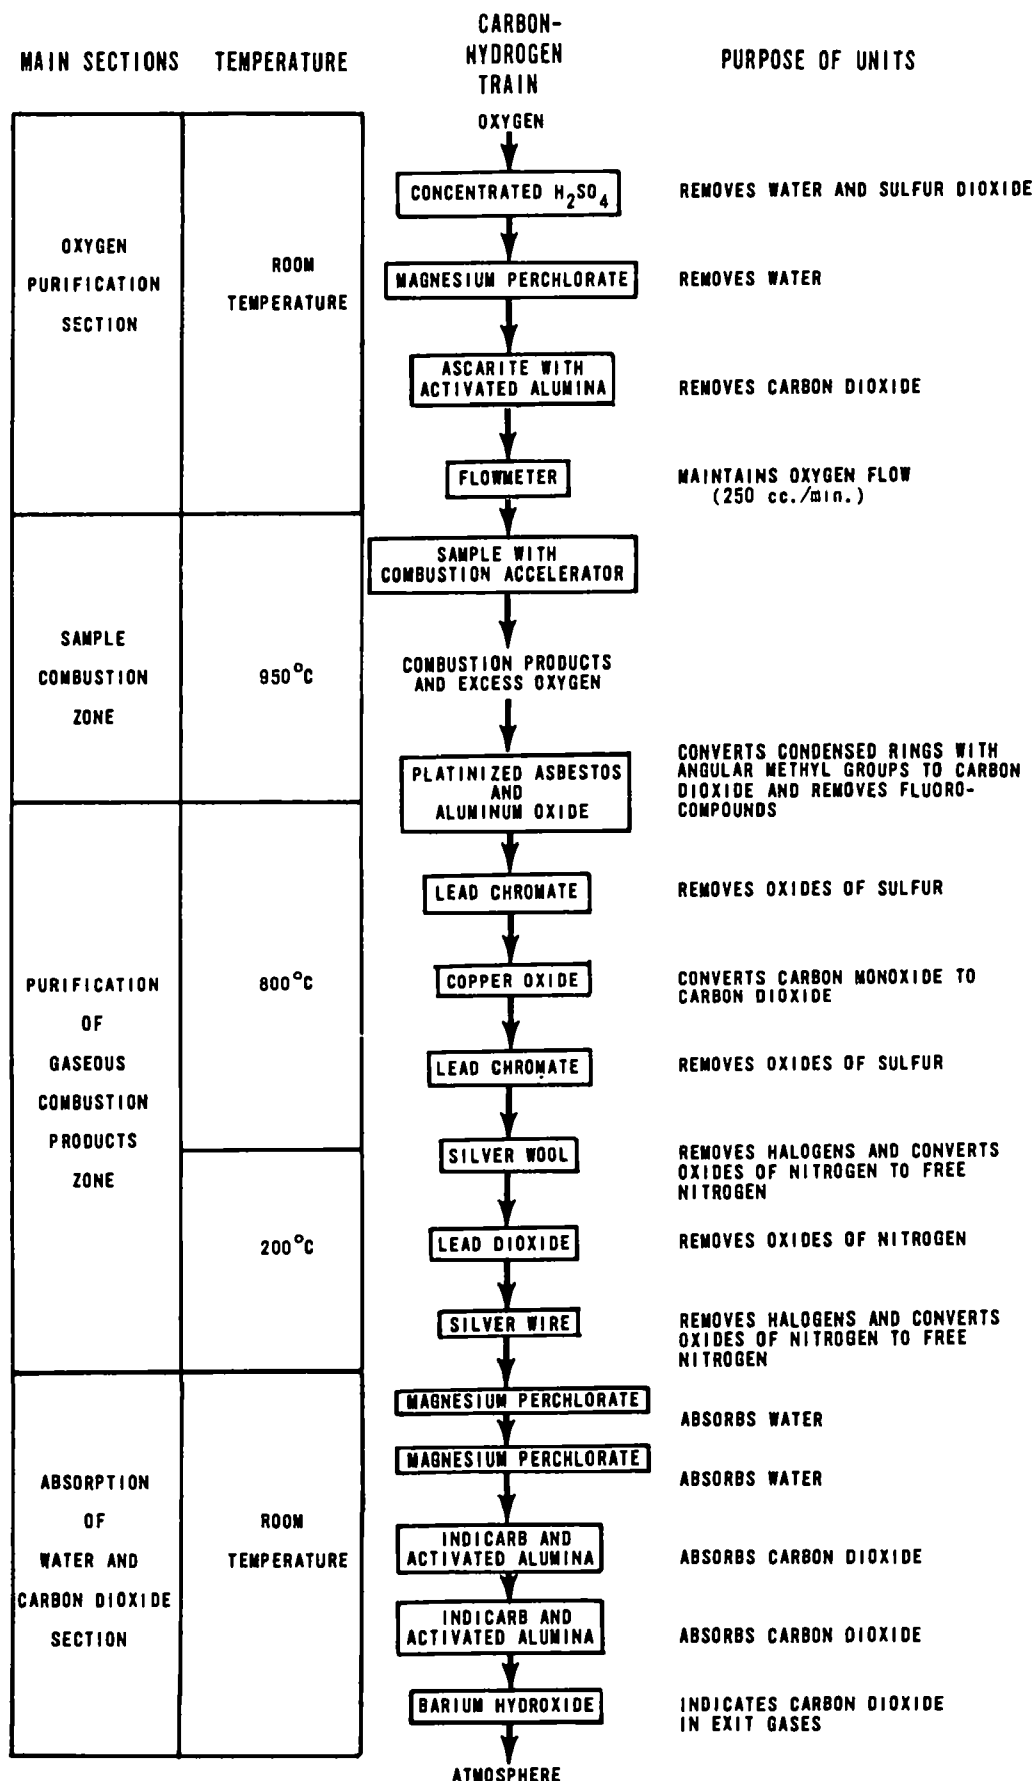 MAIN SECTIONS
TEMPERATURE
CARBON-
HYDROGEN
TRAIN
PURPOSE OF UNITS
OXYGEN
PURIFICATION
SECTION
ROOM
TEMPERATURE
OXYGEN
CONCENTRATED H2SO4
REMOVES WATER AND SULFUR DIOXIDE
MAGNESIUM PERCHLORATE
REMOVES WATER
ASCARITE WITH
ACTIVATED ALUMINA
REMOVES CARBON DIOXIDE
FLOWMETER
MAINTAINS OXYGEN FLOW
(250 cc./min.)
SAMPLE
COMBUSTION
ZONE
950°C
SAMPLE WITH
COMBUSTION ACCELERATOR
COMBUSTION PRODUCTS
AND EXCESS OXYGEN
PLATINIZED ASBESTOS
AND
ALUMINUM OXIDE
CONVERTS CONDENSED RINGS WITH
ANGULAR METHYL GROUPS TO CARBON
DIOXIDE AND REMOVES FLUORO-
COMPOUNDS
PURIFICATION
OF
GASEOUS
COMBUSTION
PRODUCTS
ZONE
800°C
LEAD CHROMATE
REMOVES OXIDES OF SULFUR
COPPER OXIDE
CONVERTS CARBON MONOXIDE TO
CARBON DIOXIDE
LEAD CHROMATE
REMOVES OXIDES OF SULFUR
200°C
SILVER WOOL
REMOVES HALOGENS AND CONVERTS
OXIDES OF NITROGEN TO FREE
NITROGEN
LEAD DIOXIDE
REMOVES OXIDES OF NITROGEN
SILVER WIRE
REMOVES HALOGENS AND CONVERTS
OXIDES OF NITROGEN TO FREE
NITROGEN
ABSORPTION
OF
WATER AND
CARBON DIOXIDE
SECTION
ROOM
TEMPERATURE
MAGNESIUM PERCHLORATE
ABSORBS WATER
MAGNESIUM PERCHLORATE
ABSORBS WATER
INDICARB AND
ACTIVATED ALUMINA
ABSORBS CARBON DIOXIDE
INDICARB AND
ACTIVATED ALUMINA
ABSORBS CARBON DIOXIDE
BARIUM HYDROXIDE
INDICATES CARBON DIOXIDE
IN EXIT GASES
ATMOSPHERE